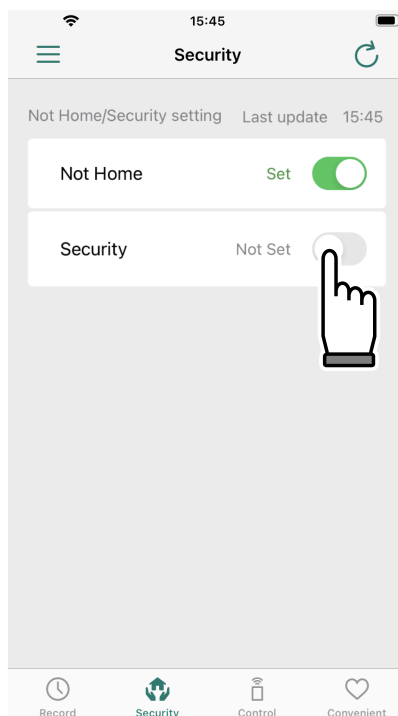 15:45
Security
Not Home/Security setting Last update 15:45
Not Home Set
Security Not Set
Record Security Control Convenient